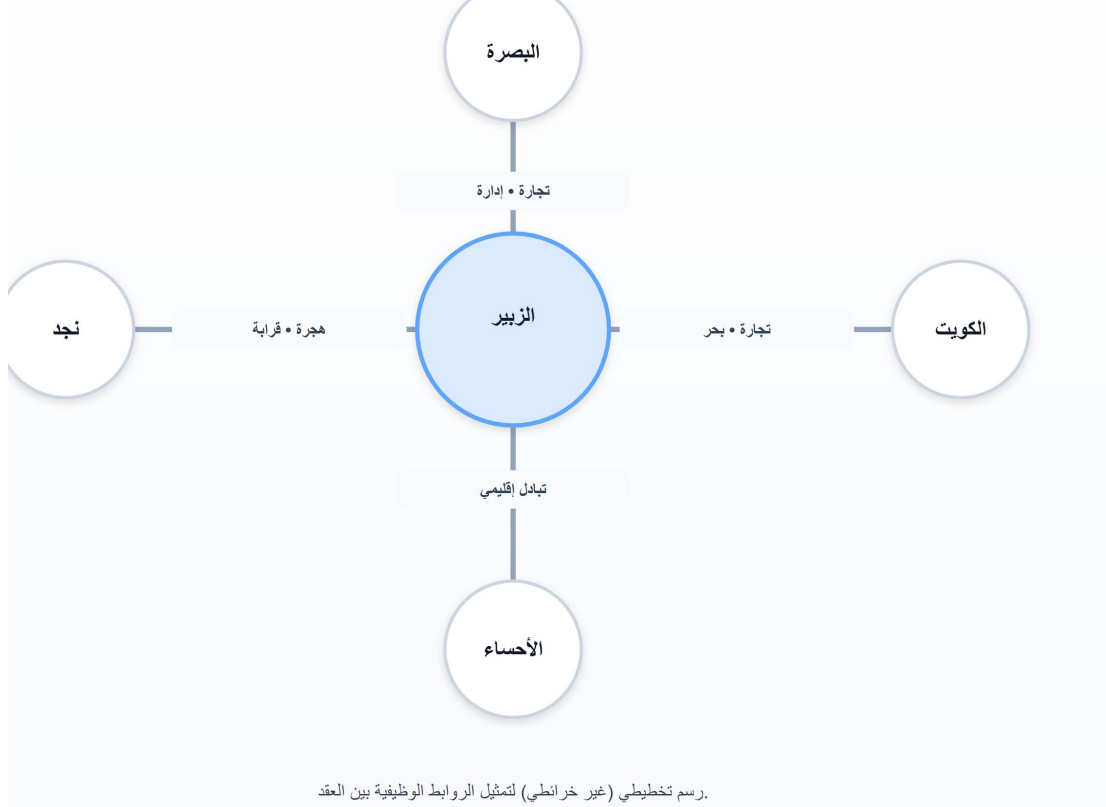 البصرة
تجارة • إدارة
الزبير
الكويت
تجارة • بحر
هجرة • قرابة
نجد
تبادل إقليمي
الأحساء
رسم تخطيطي (غير خرائطي) لتمثيل الروابط الوظيفية بين العقد.